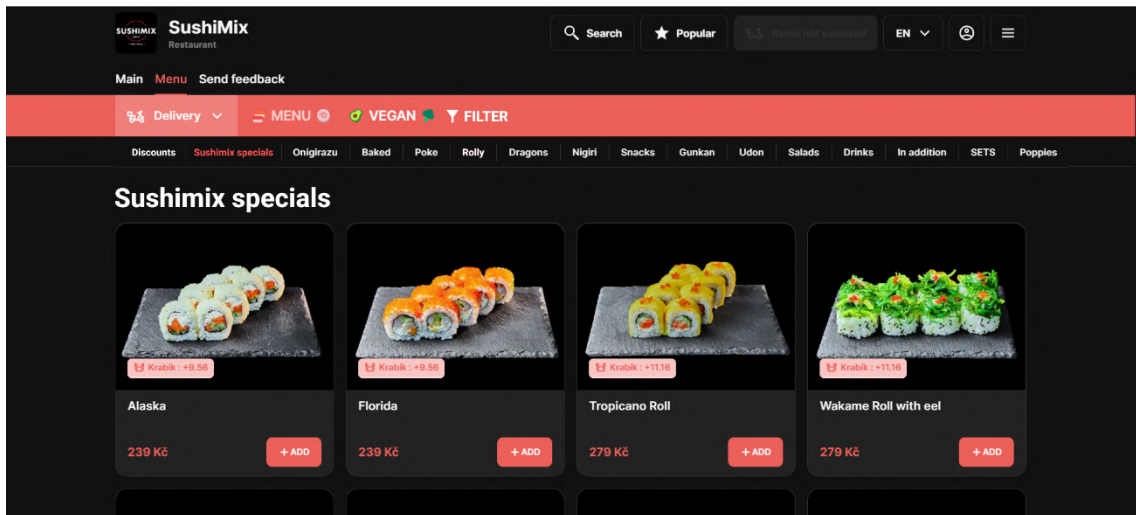 SUSHIMIX
SushiMix
Restaurant
Search
Popular
Items not selected
EN
Main Menu Send feedback
Delivery
MENU
VEGAN
FILTER
Discounts Sushimix specials Onigirazu Baked Poke Rolly Dragons Nigiri Snacks Gunkan Udon Salads Drinks In addition SETS Poppies
Sushimix specials
Krabík : +9.56
Krabík : +9.56
Krabík : +11.16
Krabík : +11.16
Alaska
Florida
Tropicano Roll
Wakame Roll with eel
239 Kč + ADD
239 Kč + ADD
279 Kč + ADD
279 Kč + ADD